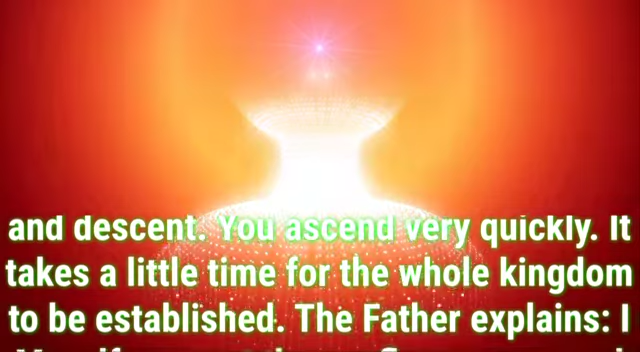 and descent. You ascend very quickly. It
takes a little time for the whole kingdom
to be established. The Father explains: I